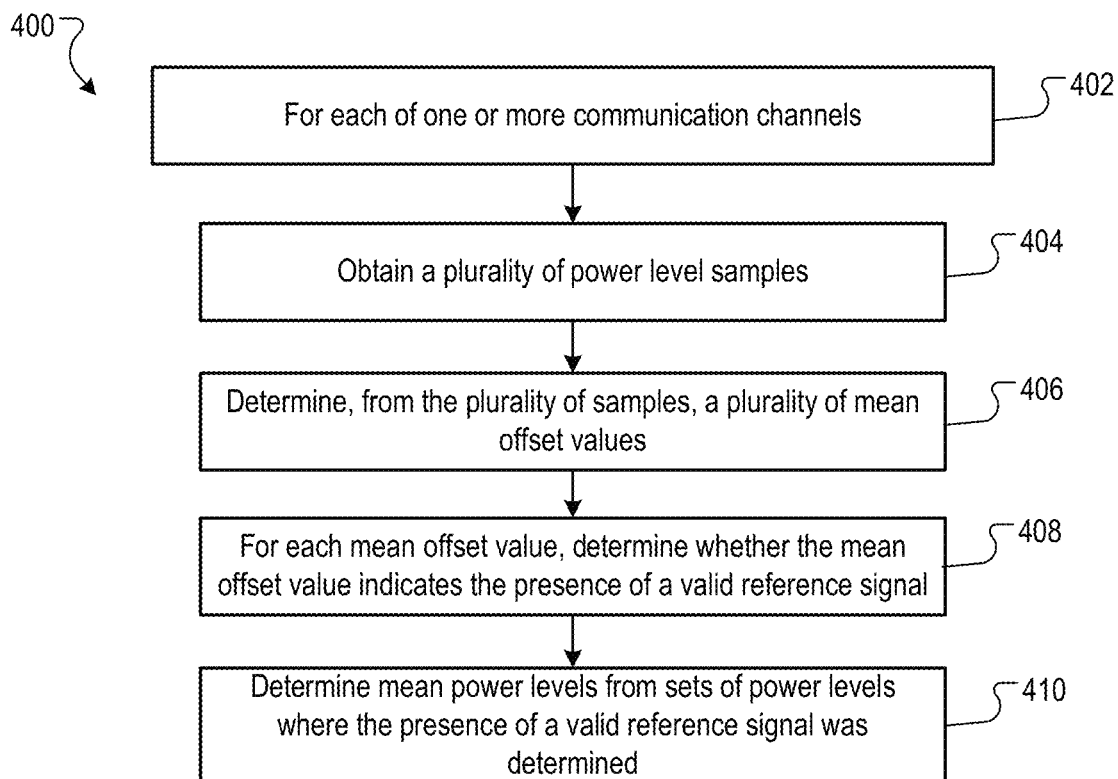 400
For each of one or more communication channels
402
Obtain a plurality of power level samples
404
Determine, from the plurality of samples, a plurality of mean
offset values
406
For each mean offset value, determine whether the mean
offset value indicates the presence of a valid reference signal
408
Determine mean power levels from sets of power levels
where the presence of a valid reference signal was
determined
410